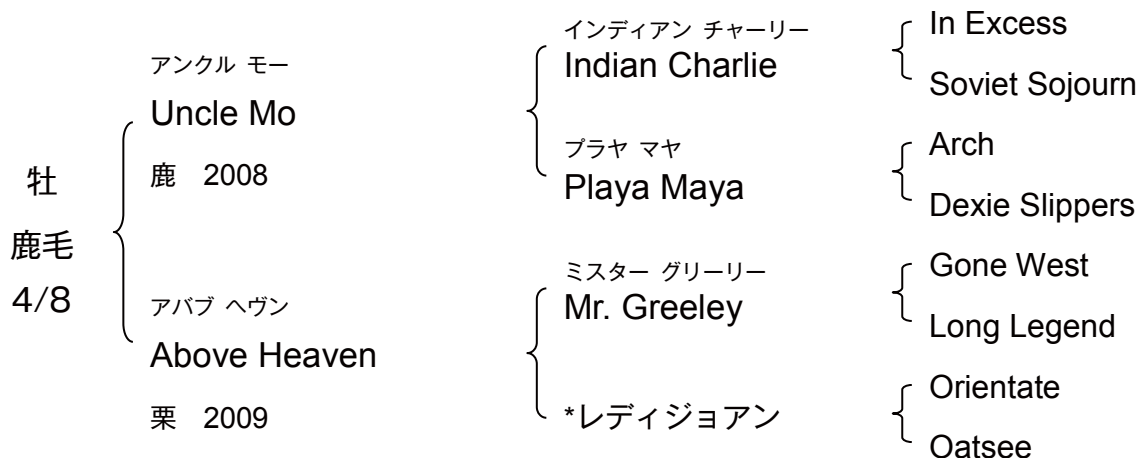 牡
鹿毛
4/8
アンクル モー
Uncle Mo
鹿 2008
アバブ ヘヴン
Above Heaven
栗 2009
インディアン チャーリー
Indian Charlie
プラヤ マヤ
Playa Maya
ミスター グリーリー
Mr. Greeley
*レディジョアン
In Excess
Soviet Sojourn
Arch
Dexie Slippers
Gone West
Long Legend
Orientate
Oatsee